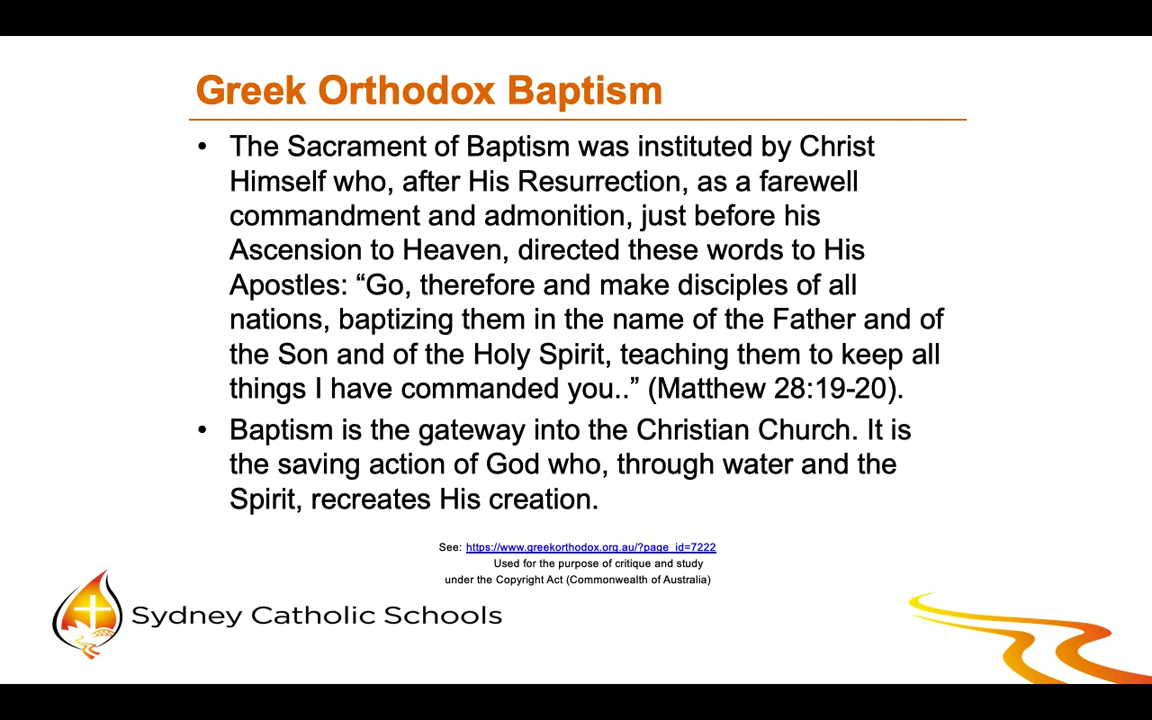 Greek Orthodox Baptism
• The Sacrament of Baptism was instituted by Christ
Himself who, after His Resurrection, as a farewell
commandment and admonition, just before his
Ascension to Heaven, directed these words to His
Apostles: “Go, therefore and make disciples of all
nations, baptizing them in the name of the Father and of
the Son and of the Holy Spirit, teaching them to keep all
things I have commanded you..” (Matthew 28:19-20).
• Baptism is the gateway into the Christian Church. It is
the saving action of God who, through water and the
Spirit, recreates His creation.
See: https://www.greekorthodox.org.au/?page_id=7222
Used for the purpose of critique and study
under the Copyright Act (Commonwealth of Australia)
Sydney Catholic Schools